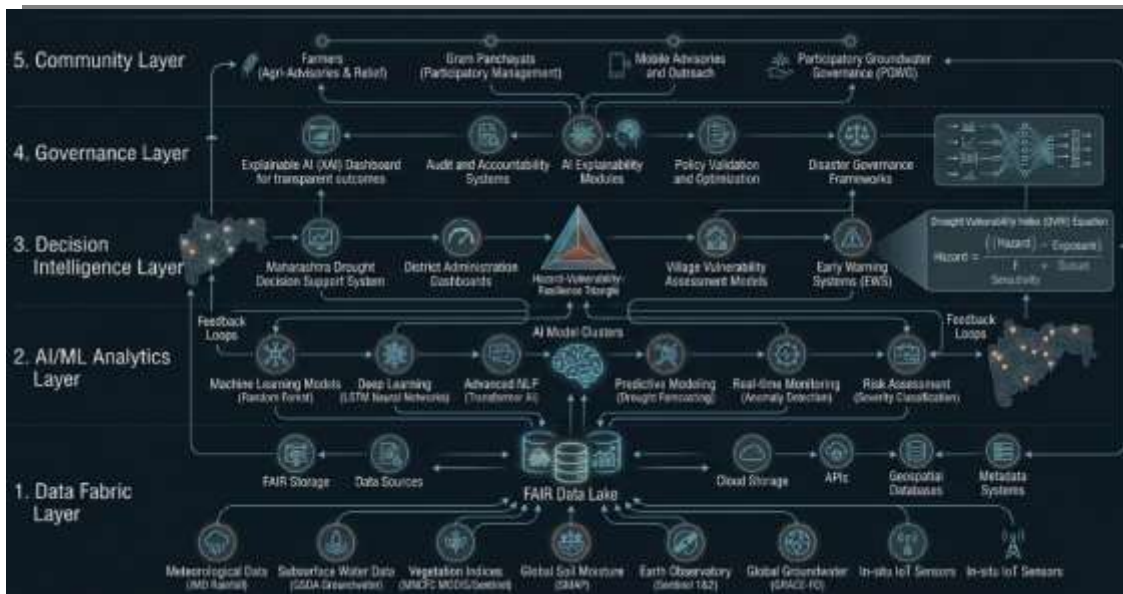 5. Community Layer
Farmers
(Agri-Advisories & Relief)
Gram Panchayats
(Participatory Management)
Mobile Advisories
and Outreach
Participatory Groundwater
Governance (PGWG)
4. Governance Layer
Explainable AI (XAI) Dashboard
for transparent outcomes
Audit and Accountability
Systems
AI Explainability
Modules
Policy Validation
and Optimization
Disaster Governance
Frameworks
3. Decision
Intelligence Layer
Maharashtra Drought
Decision Support System
District Administration
Dashboards
Hazard-Vulnerability-
Resilience Triangle
Village Vulnerability
Assessment Models
Early Warning
Systems (EWS)
Drought Vulnerability Index (DVIR) Equation
Hazard =
(Hazard) - Exposure
Sensitivity
Feedback
Loops
2. AI/ML Analytics
Layer
AI Model Clusters
Feedback
Loops
Machine Learning Models
(Random Forest)
Deep Learning
(LSTM Neural Networks)
Advanced NLP
(Transformer AI)
Predictive Modeling
(Drought Forecasting)
Real-time Monitoring
(Anomaly Detection)
Risk Assessment
(Severity Classification)
1. Data Fabric
Layer
FAIR Storage
Data Sources
FAIR Data Lake
Cloud Storage
APIs
Geospatial
Databases
Metadata
Systems
Meteorological Data
(IMD Rainfall)
Subsurface Water Data
(GSDA Groundwater)
Vegetation Indices
(MNCFC MODIS/Sentinel)
Global Soil Moisture
(SMAP)
Earth Observatory
(Sentinel 1&2)
Global Groundwater
(GRACE-FO)
In-situ IoT Sensors
In-situ IoT Sensors